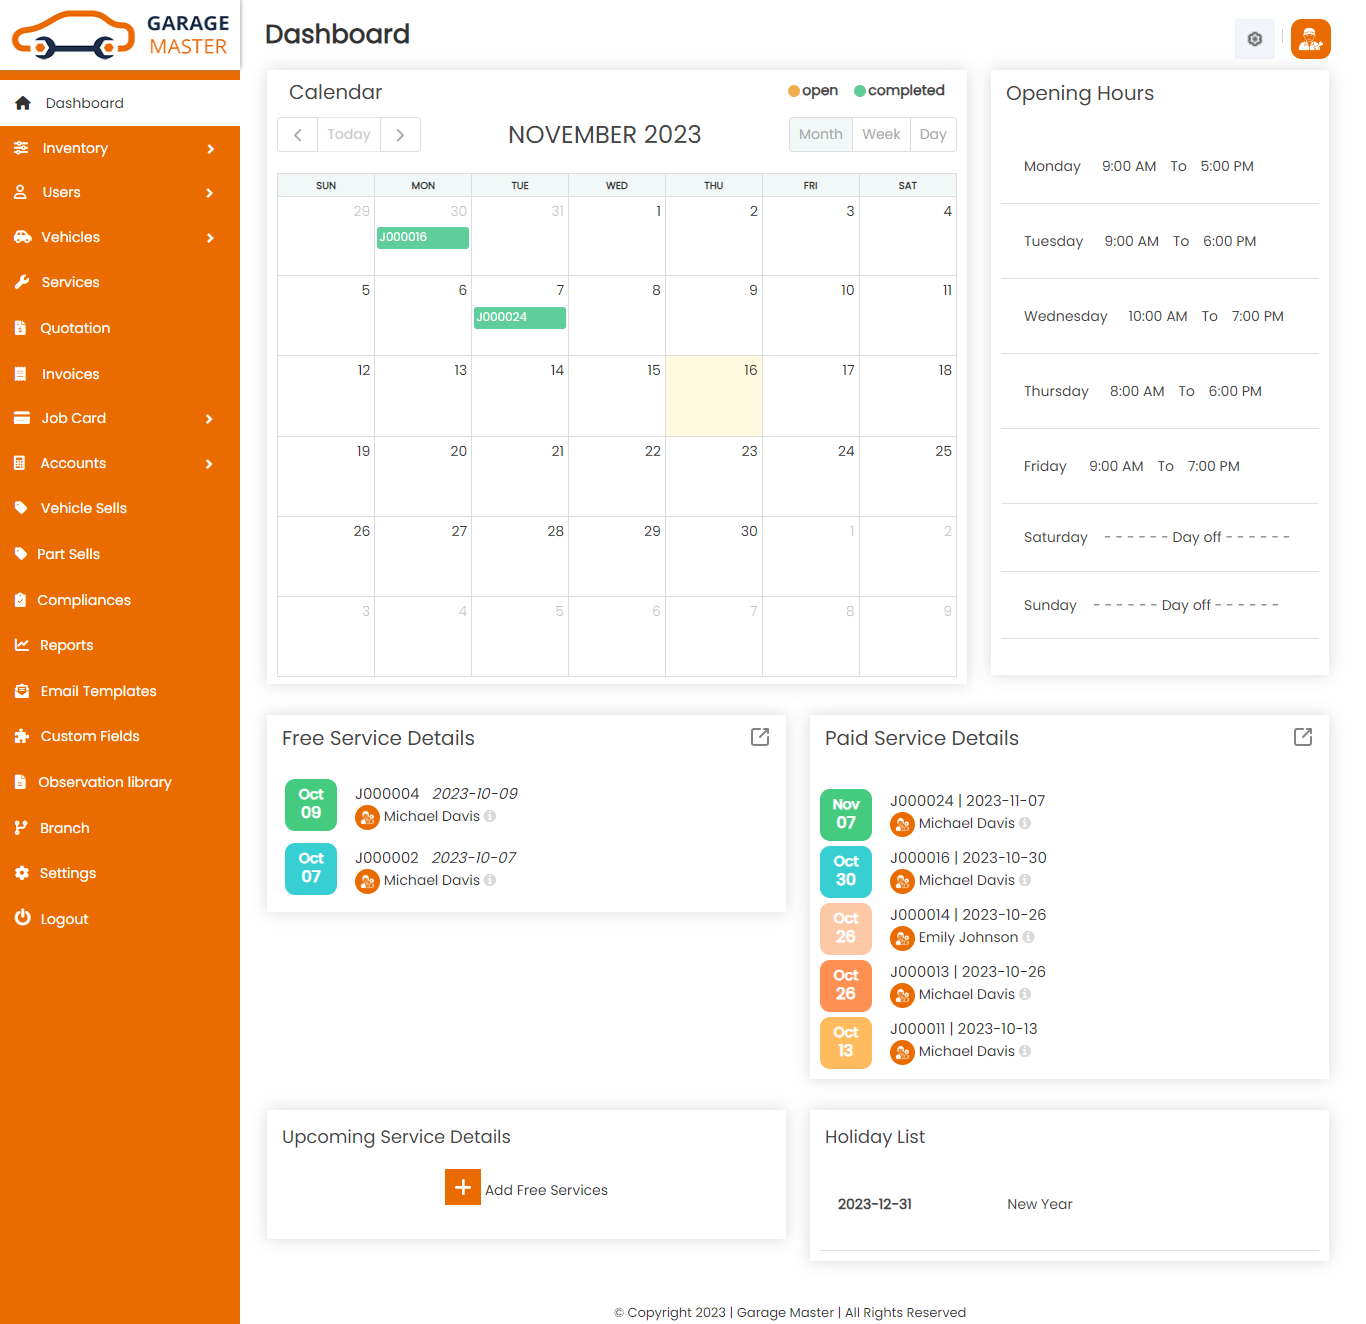 GARAGE
MASTER
Dashboard
Dashboard
Inventory
Users
Vehicles
Services
Quotation
Invoices
Job Card
Accounts
Vehicle Sells
Part Sells
Compliances
Reports
Email Templates
Custom Fields
Observation library
Branch
Settings
Logout
Calendar
open completed
Today
NOVEMBER 2023
Month Week Day
SUN MON TUE WED THU FRI SAT
29 30 31 1 2 3 4
J000016
5 6 7 8 9 10 11
J000024
12 13 14 15 16 17 18
19 20 21 22 23 24 25
26 27 28 29 30 1 2
3 4 5 6 7 8 9
Opening Hours
Monday 9:00 AM To 5:00 PM
Tuesday 9:00 AM To 6:00 PM
Wednesday 10:00 AM To 7:00 PM
Thursday 8:00 AM To 6:00 PM
Friday 9:00 AM To 7:00 PM
Saturday - - - - - - Day off - - - - - -
Sunday - - - - - - Day off - - - - - -
Free Service Details
Oct
09
J000004 2023-10-09
Michael Davis
Oct
07
J000002 2023-10-07
Michael Davis
Paid Service Details
Nov
07
J000024 | 2023-11-07
Michael Davis
Oct
30
J000016 | 2023-10-30
Michael Davis
Oct
26
J000014 | 2023-10-26
Emily Johnson
Oct
26
J000013 | 2023-10-26
Michael Davis
Oct
13
J000011 | 2023-10-13
Michael Davis
Upcoming Service Details
+ Add Free Services
Holiday List
2023-12-31 New Year
© Copyright 2023 | Garage Master | All Rights Reserved